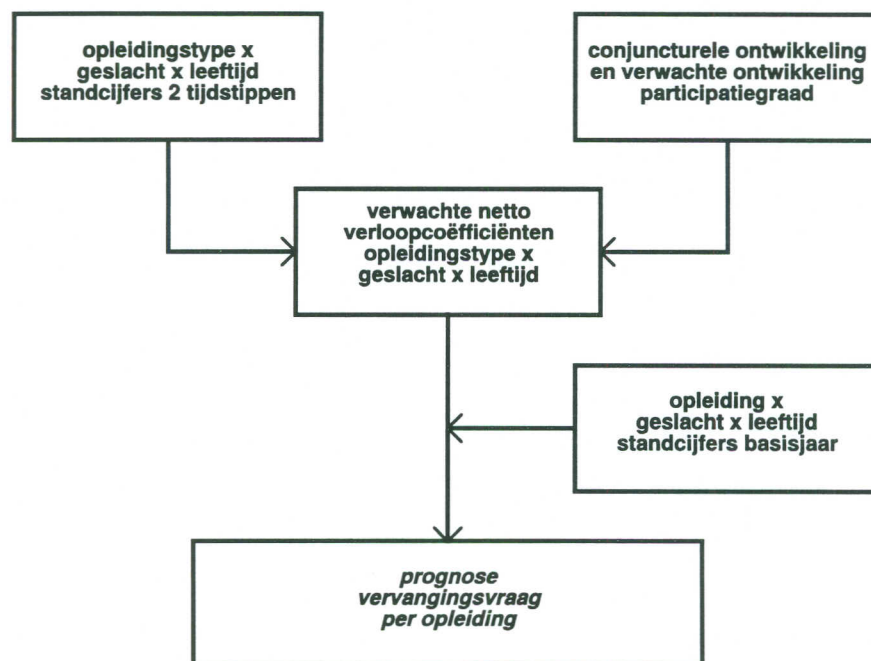 opleidingstype x
geslacht x leeftijd
standcijfers 2 tijdstippen
conjuncturele ontwikkeling
en verwachte ontwikkeling
participatiegraad
verwachte netto
verloopcoëfficiënten
opleidingstype x
geslacht x leeftijd
opleiding x
geslacht x leeftijd
standcijfers basisjaar
prognose
vervangingsvraag
per opleiding